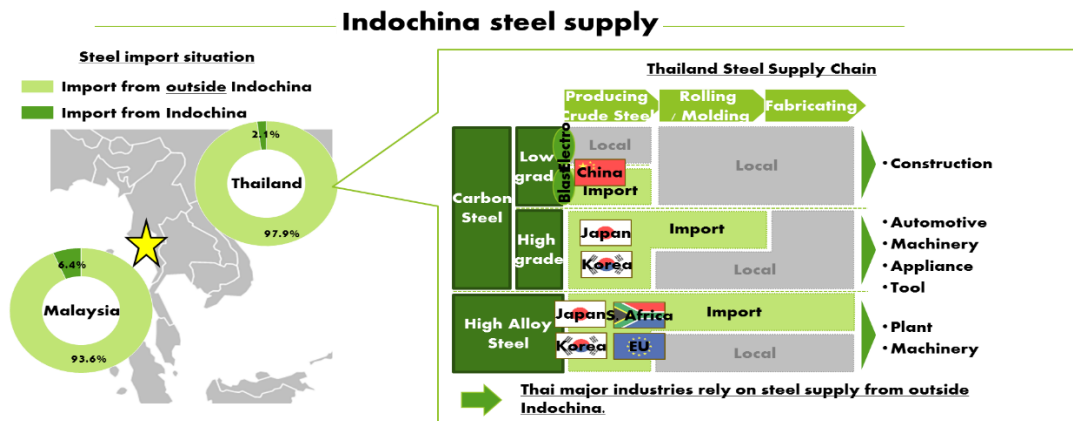 Indochina steel supply
Steel import situation
Import from outside Indochina
Import from Indochina
2.1%
Thailand
97.9%
6.4%
Malaysia
93.6%
Thailand Steel Supply Chain
Producing
Crude Steel
Rolling
/ Molding
Fabricating
Carbon
Steel
Low
grade
Blast
Electro
Local
China
Import
Local
Construction
High
grade
Japan
Korea
Import
Local
Automotive
Machinery
Appliance
Tool
High Alloy
Steel
Japan
S. Africa
Korea
EU
Import
Local
Plant
Machinery
Thai major industries rely on steel supply from outside
Indochina.